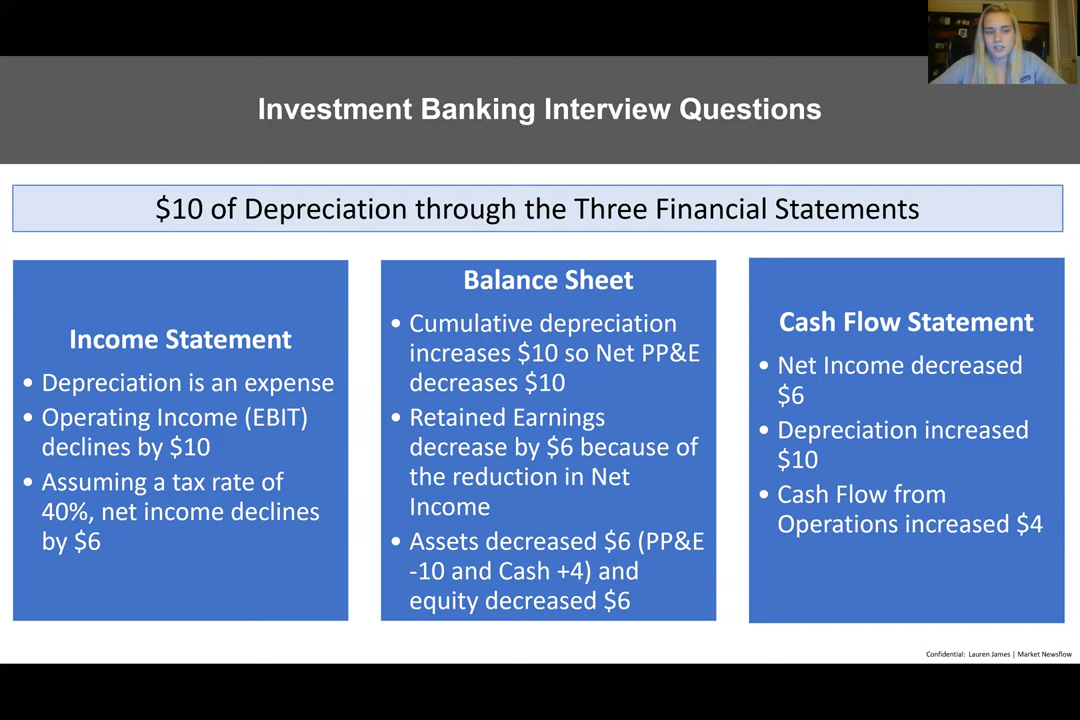 Investment Banking Interview Questions
$10 of Depreciation through the Three Financial Statements
Income Statement
• Depreciation is an expense
• Operating Income (EBIT)
declines by $10
• Assuming a tax rate of
40%, net income declines
by $6
Balance Sheet
• Cumulative depreciation
increases $10 so Net PP&E
decreases $10
• Retained Earnings
decrease by $6 because of
the reduction in Net
Income
• Assets decreased $6 (PP&E
-10 and Cash +4) and
equity decreased $6
Cash Flow Statement
• Net Income decreased
$6
• Depreciation increased
$10
• Cash Flow from
Operations increased $4
Confidential: Lauren James | Market Newsflow